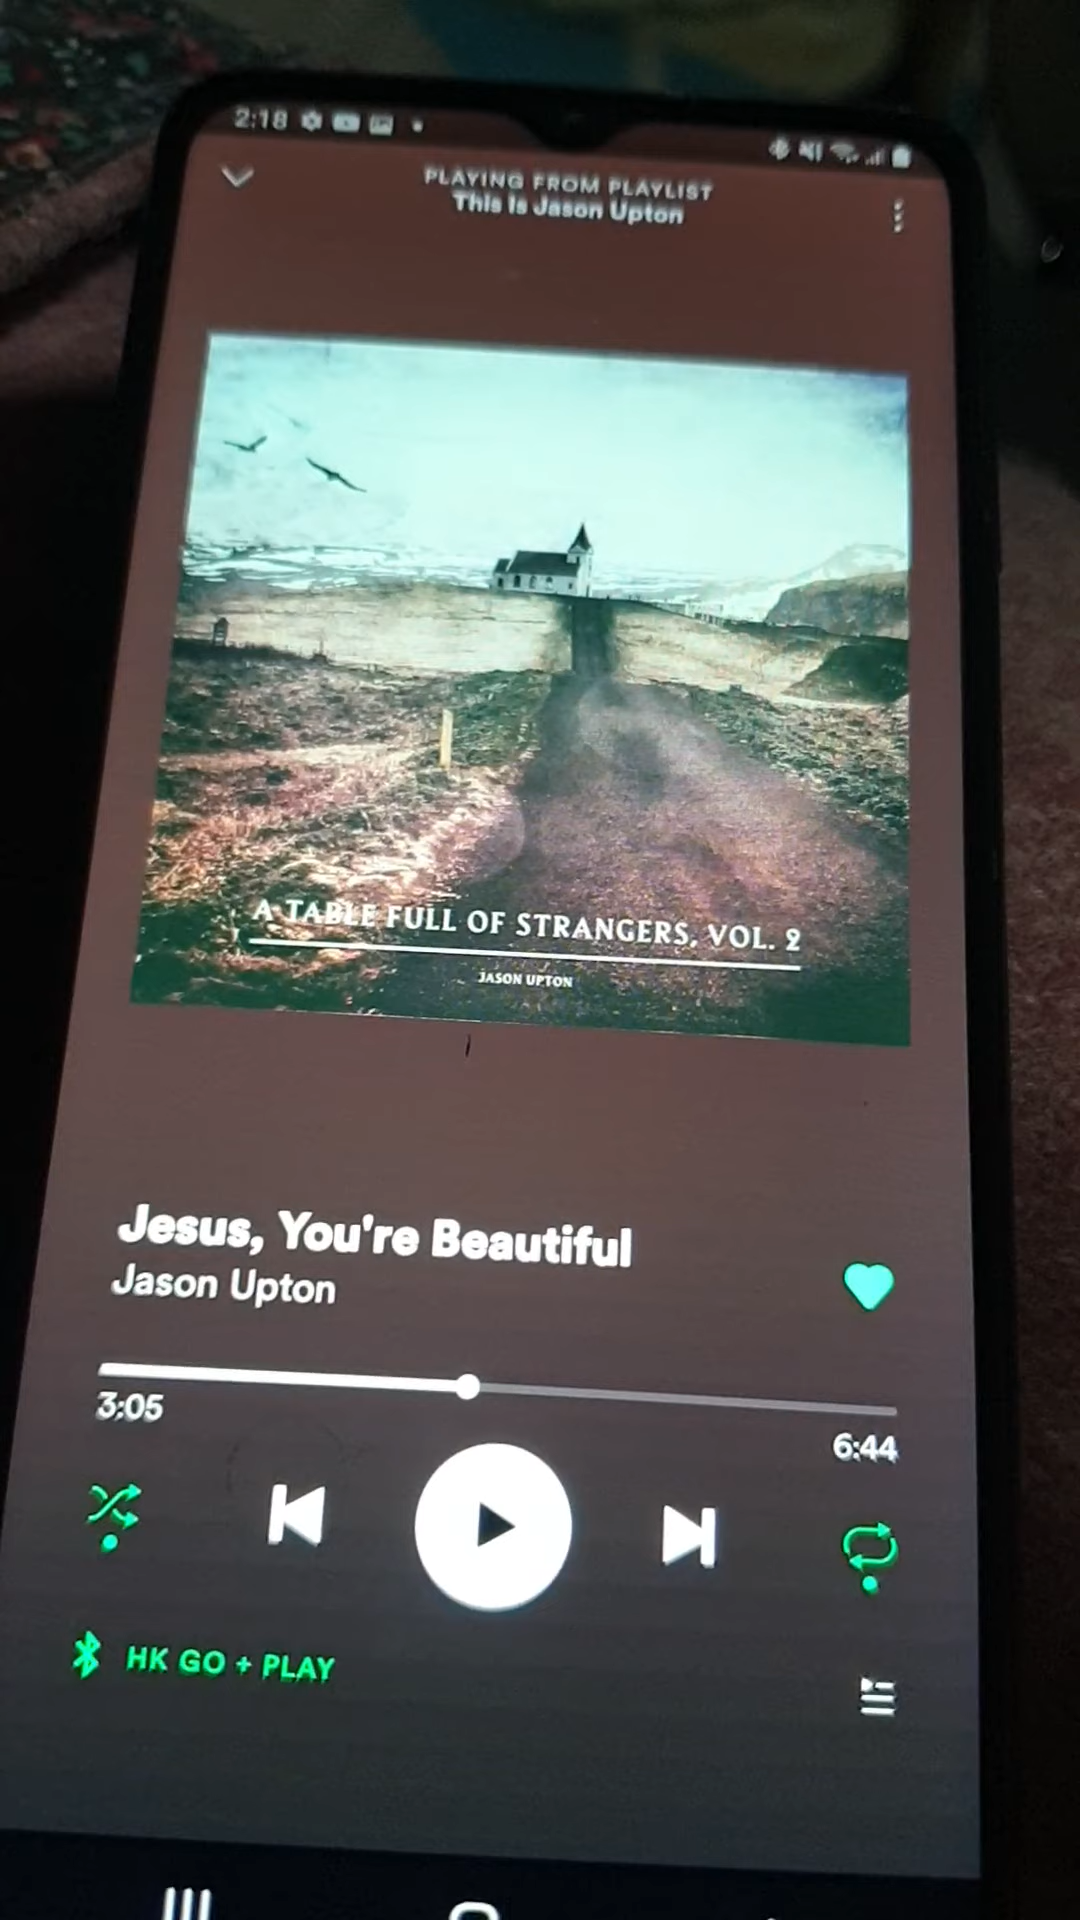 2:18
PLAYING FROM PLAYLIST
This Is Jason Upton
A TABLE FULL OF STRANGERS, VOL. 2
JASON UPTON
Jesus, You're Beautiful
Jason Upton
3:05
6:44
HK GO + PLAY